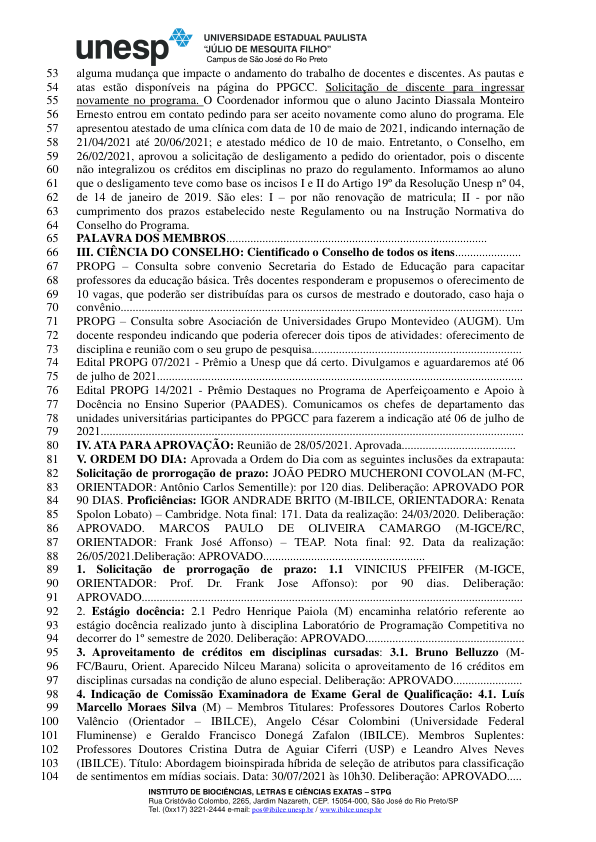 unesp
UNIVERSIDADE ESTADUAL PAULISTA
“JÚLIO DE MESQUITA FILHO”
Campus de São José do Rio Preto
53 alguma mudança que impacte o andamento do trabalho de docentes e discentes. As pautas e
54 atas estão disponíveis na página do PPGCC. Solicitação de discente para ingressar
55 novamente no programa. O Coordenador informou que o aluno Jacinto Diassala Monteiro
56 Ernesto entrou em contato pedindo para ser aceito novamente como aluno do programa. Ele
57 apresentou atestado de uma clínica com data de 10 de maio de 2021, indicando internação de
58 21/04/2021 até 20/06/2021; e atestado médico de 10 de maio. Entretanto, o Conselho, em
59 26/02/2021, aprovou a solicitação de desligamento a pedido do orientador, pois o discente
60 não integralizou os créditos em disciplinas no prazo do regulamento. Informamos ao aluno
61 que o desligamento teve como base os incisos I e II do Artigo 19º da Resolução Unesp nº 04,
62 de 14 de janeiro de 2019. São eles: I – por não renovação de matricula; II - por não
63 cumprimento dos prazos estabelecido neste Regulamento ou na Instrução Normativa do
64 Conselho do Programa.
65 PALAVRA DOS MEMBROS.................................................................................
66 III. CIÊNCIA DO CONSELHO: Cientificado o Conselho de todos os itens.....................
67 PROPG – Consulta sobre convenio Secretaria do Estado de Educação para capacitar
68 professores da educação básica. Três docentes responderam e propusemos o oferecimento de
69 10 vagas, que poderão ser distribuídas para os cursos de mestrado e doutorado, caso haja o
70 convênio..............................................................................................................................
71 PROPG – Consulta sobre Asociación de Universidades Grupo Montevideo (AUGM). Um
72 docente respondeu indicando que poderia oferecer dois tipos de atividades: oferecimento de
73 disciplina e reunião com o seu grupo de pesquisa.................................................................
74 Edital PROPG 07/2021 - Prêmio a Unesp que dá certo. Divulgamos e aguardaremos até 06
75 de julho de 2021..................................................................................................................
76 Edital PROPG 14/2021 - Prêmio Destaques no Programa de Aperfeiçoamento e Apoio à
77 Docência no Ensino Superior (PAADES). Comunicamos os chefes de departamento das
78 unidades universitárias participantes do PPGCC para fazerem a indicação até 06 de julho de
79 2021....................................................................................................................................
80 IV. ATA PARA APROVAÇÃO: Reunião de 28/05/2021. Aprovada....................................
81 V. ORDEM DO DIA: Aprovada a Ordem do Dia com as seguintes inclusões da extrapauta:
82 Solicitação de prorrogação de prazo: JOÃO PEDRO MUCHERONI COVOLAN (M-FC,
83 ORIENTADOR: Antônio Carlos Sementille): por 120 dias. Deliberação: APROVADO POR
84 90 DIAS. Proficiências: IGOR ANDRADE BRITO (M-IBILCE, ORIENTADORA: Renata
85 Spolon Lobato) – Cambridge. Nota final: 171. Data da realização: 24/03/2020. Deliberação:
86 APROVADO. MARCOS PAULO DE OLIVEIRA CAMARGO (M-IGCE/RC,
87 ORIENTADOR: Frank José Affonso) – TEAP. Nota final: 92. Data da realização:
88 26/05/2021.Deliberação: APROVADO..................................................
89 1. Solicitação de prorrogação de prazo: 1.1 VINICIUS PFEIFER (M-IGCE,
90 ORIENTADOR: Prof. Dr. Frank Jose Affonso): por 90 dias. Deliberação:
91 APROVADO.......................................................................................................................
92 2. Estágio docência: 2.1 Pedro Henrique Paiola (M) encaminha relatório referente ao
93 estágio docência realizado junto à disciplina Laboratório de Programação Competitiva no
94 decorrer do 1º semestre de 2020. Deliberação: APROVADO.................................................
95 3. Aproveitamento de créditos em disciplinas cursadas: 3.1. Bruno Belluzzo (M-
96 FC/Bauru, Orient. Aparecido Nilceu Marana) solicita o aproveitamento de 16 créditos em
97 disciplinas cursadas na condição de aluno especial. Deliberação: APROVADO......................
98 4. Indicação de Comissão Examinadora de Exame Geral de Qualificação: 4.1. Luís
99 Marcello Moraes Silva (M) – Membros Titulares: Professores Doutores Carlos Roberto
100 Valêncio (Orientador – IBILCE), Angelo César Colombini (Universidade Federal
101 Fluminense) e Geraldo Francisco Donegá Zafalon (IBILCE). Membros Suplentes:
102 Professores Doutores Cristina Dutra de Aguiar Ciferri (USP) e Leandro Alves Neves
103 (IBILCE). Título: Abordagem bioinspirada híbrida de seleção de atributos para classificação
104 de sentimentos em mídias sociais. Data: 30/07/2021 às 10h30. Deliberação: APROVADO.....
INSTITUTO DE BIOCIÊNCIAS, LETRAS E CIÊNCIAS EXATAS – STPG
Rua Cristóvão Colombo, 2265, Jardim Nazareth, CEP. 15054-000, São José do Rio Preto/SP
Tel. (0xx17) 3221-2444 e-mail: pos@ibilce.unesp.br / www.ibilce.unesp.br